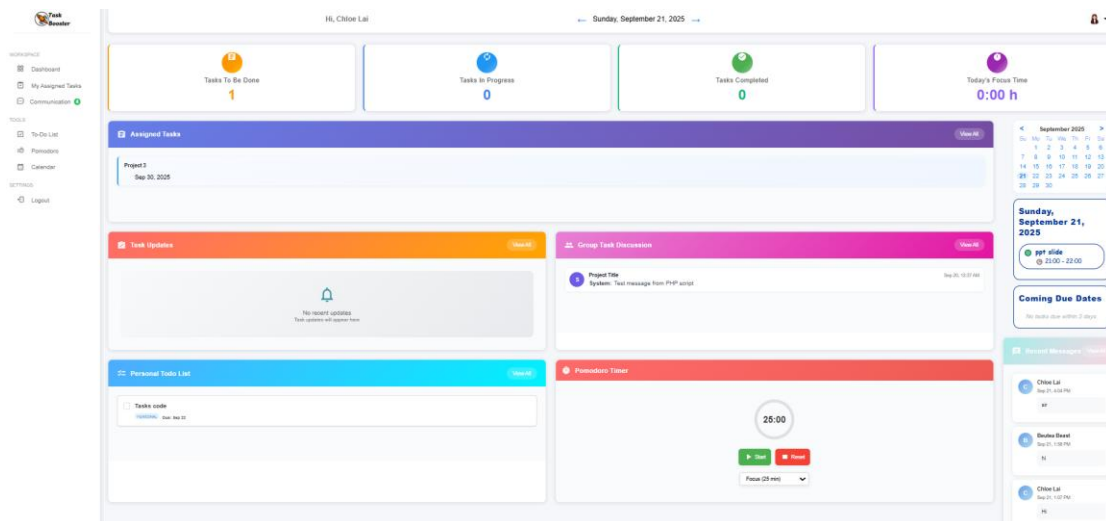 Task
Booster
Hi, Chloe Lai
← Sunday, September 21, 2025 →
WORKSPACE
Dashboard
My Assigned Tasks
Communication
TOOLS
To-Do List
Pomodoro
Calendar
SETTINGS
Logout
Tasks To Be Done
1
Tasks In Progress
0
Tasks Completed
0
Today's Focus Time
0:00 h
Assigned Tasks
View All
Project 2
Sep 30, 2025
Task Updates
View All
No recent updates
Task updates will appear here
Group Task Discussion
View All
S
Project Title
Sep 20, 10:37 AM
System: Test message from PHP script
Personal Todo List
View All
Tasks code
PERSONAL
Pomodoro Timer
25:00
Start
Reset
Focus (25 min)
< September 2025 >
Su Mo Tu We Th Fr Sa
1 2 3 4 5 6
7 8 9 10 11 12 13
14 15 16 17 18 19 20
21 22 23 24 25 26 27
28 29 30
Sunday,
September 21,
2025
ppt slide
21:00 - 22:00
Coming Due Dates
No tasks due within 3 days
Recent Messages
View All
C
Chloe Lai
Sep 21, 4:04 PM
B
Sep 21, 1:08 PM
C
Chloe Lai
Sep 21, 1:07 PM
Hi